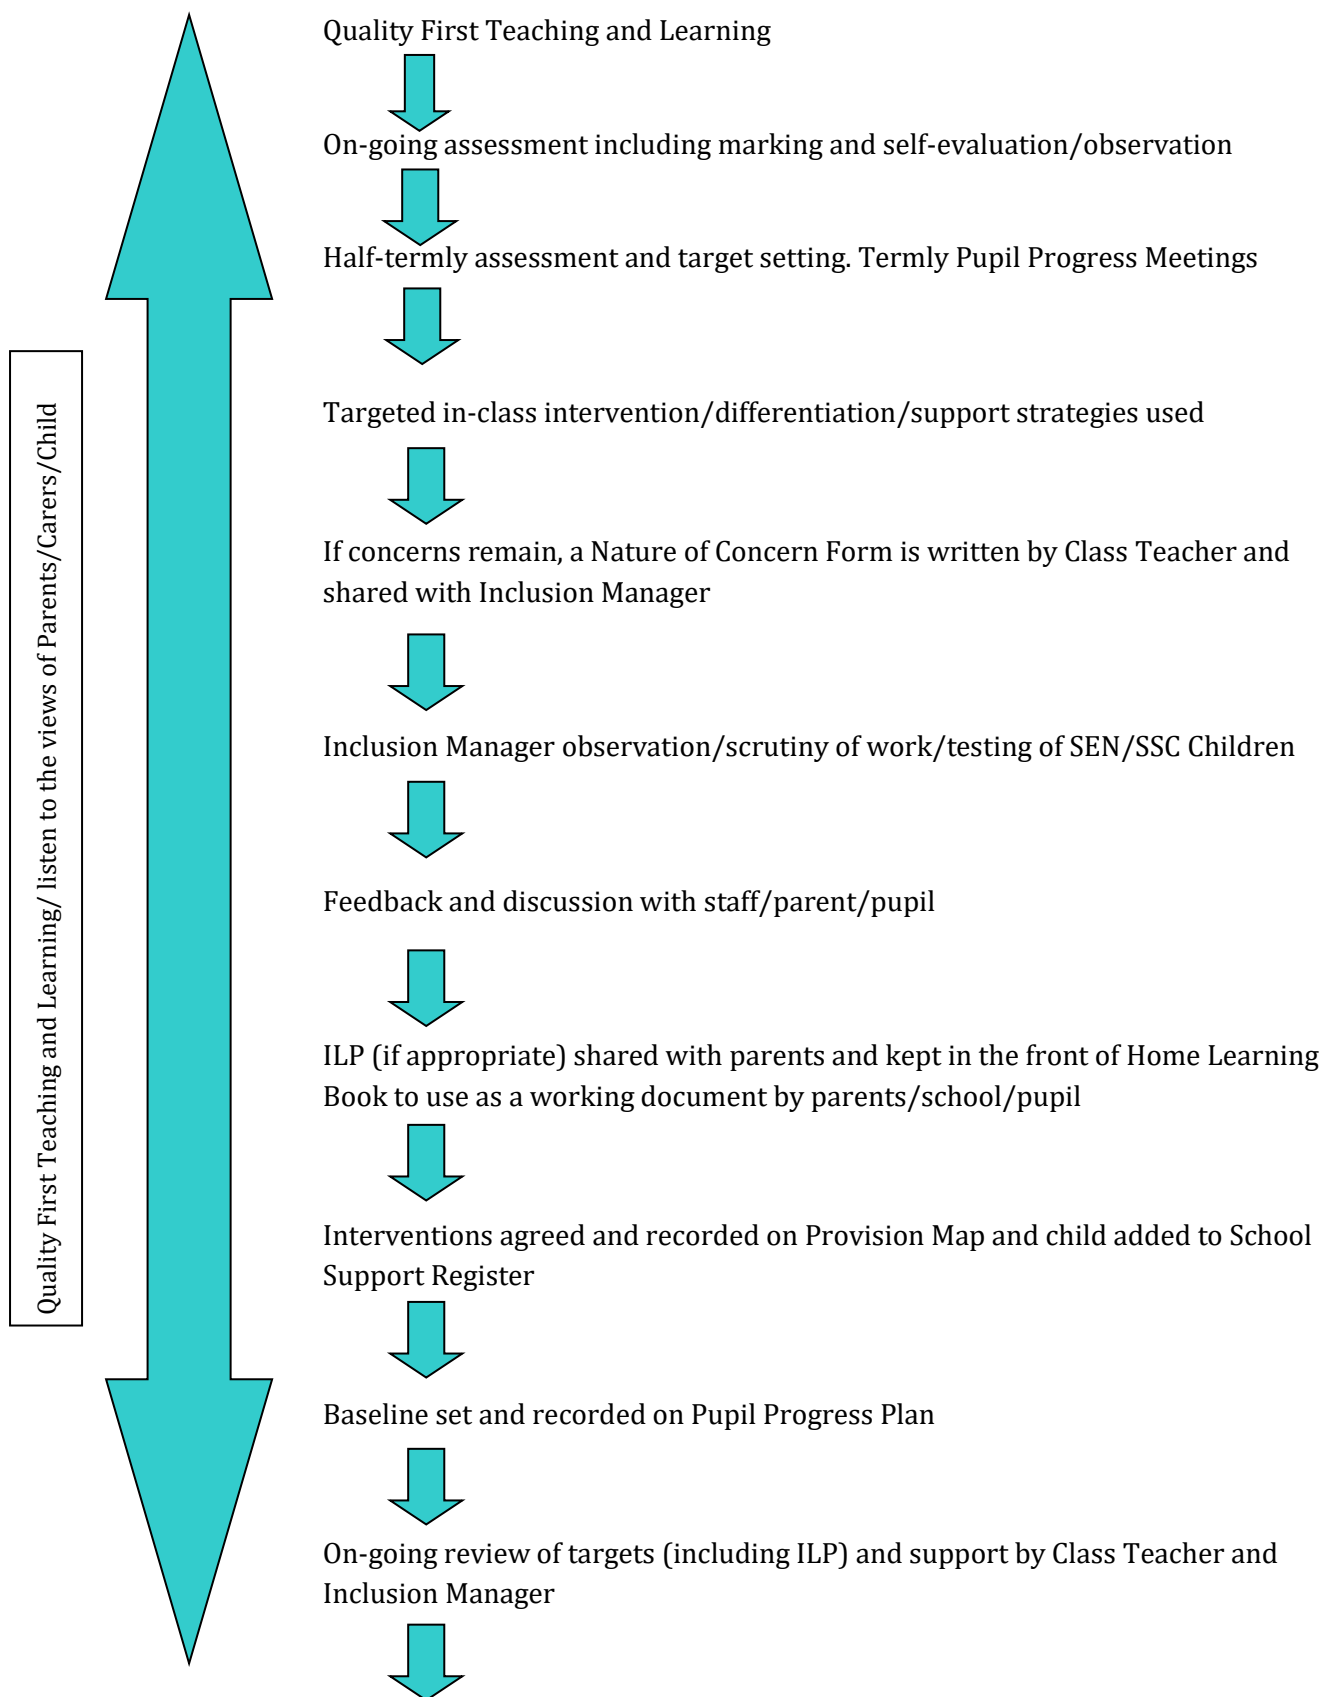 Quality First Teaching and Learning
On-going assessment including marking and self-evaluation/observation
Half-termly assessment and target setting. Termly Pupil Progress Meetings
Targeted in-class intervention/differentiation/support strategies used
If concerns remain, a Nature of Concern Form is written by Class Teacher and
shared with Inclusion Manager
Inclusion Manager observation/scrutiny of work/testing of SEN/SSC Children
Feedback and discussion with staff/parent/pupil
ILP (if appropriate) shared with parents and kept in the front of Home Learning
Book to use as a working document by parents/school/pupil
Interventions agreed and recorded on Provision Map and child added to School
Support Register
Baseline set and recorded on Pupil Progress Plan
On-going review of targets (including ILP) and support by Class Teacher and
Inclusion Manager
Quality First Teaching and Learning/ listen to the views of Parents/Carers/Child